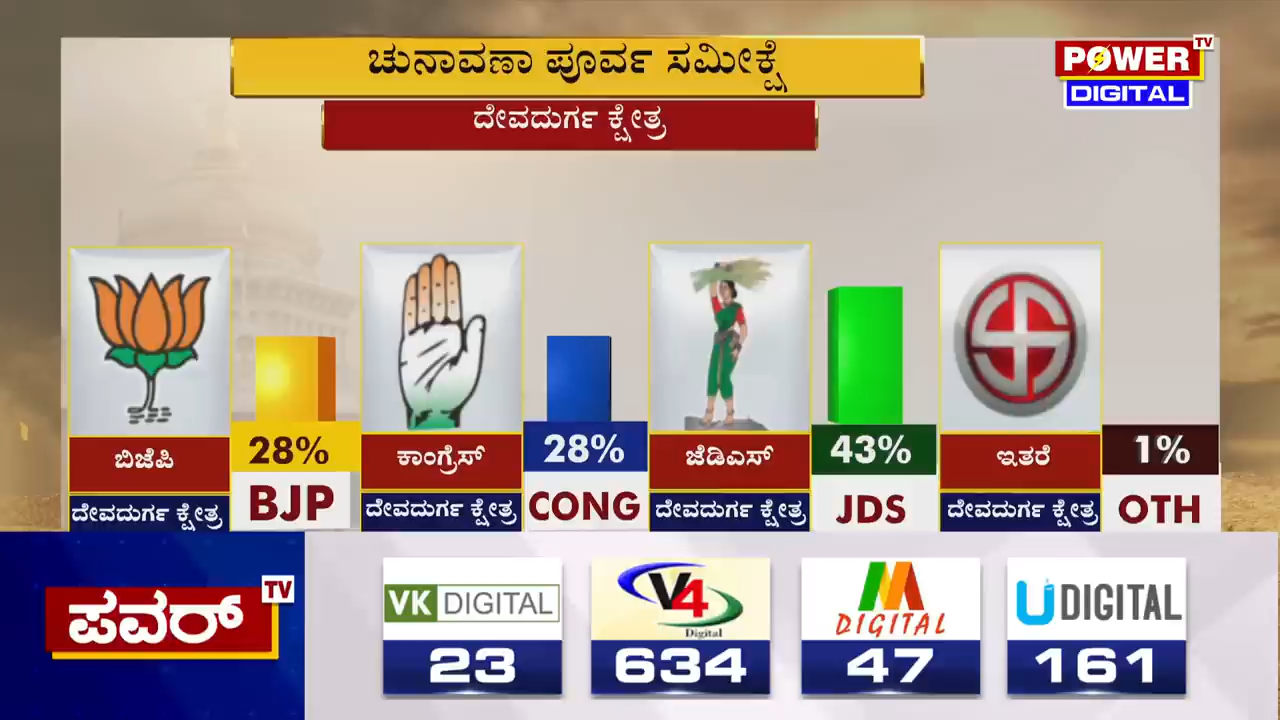 ಚುನಾವಣಾ ಪೂರ್ವ ಸಮೀಕ್ಷೆ
ದೇವದುರ್ಗ ಕ್ಷೇತ್ರ
POWER TV
DIGITAL
ಬಿಜೆಪಿ
ದೇವದುರ್ಗ ಕ್ಷೇತ್ರ
28%
BJP
ಕಾಂಗ್ರೆಸ್
ದೇವದುರ್ಗ ಕ್ಷೇತ್ರ
28%
CONG
ಜೆಡಿಎಸ್
ದೇವದುರ್ಗ ಕ್ಷೇತ್ರ
43%
JDS
ಇತರೆ
ದೇವದುರ್ಗ ಕ್ಷೇತ್ರ
1%
OTH
ಪವರ್ TV
VK DIGITAL
23
V4
Digital
634
M
DIGITAL
47
U DIGITAL
161